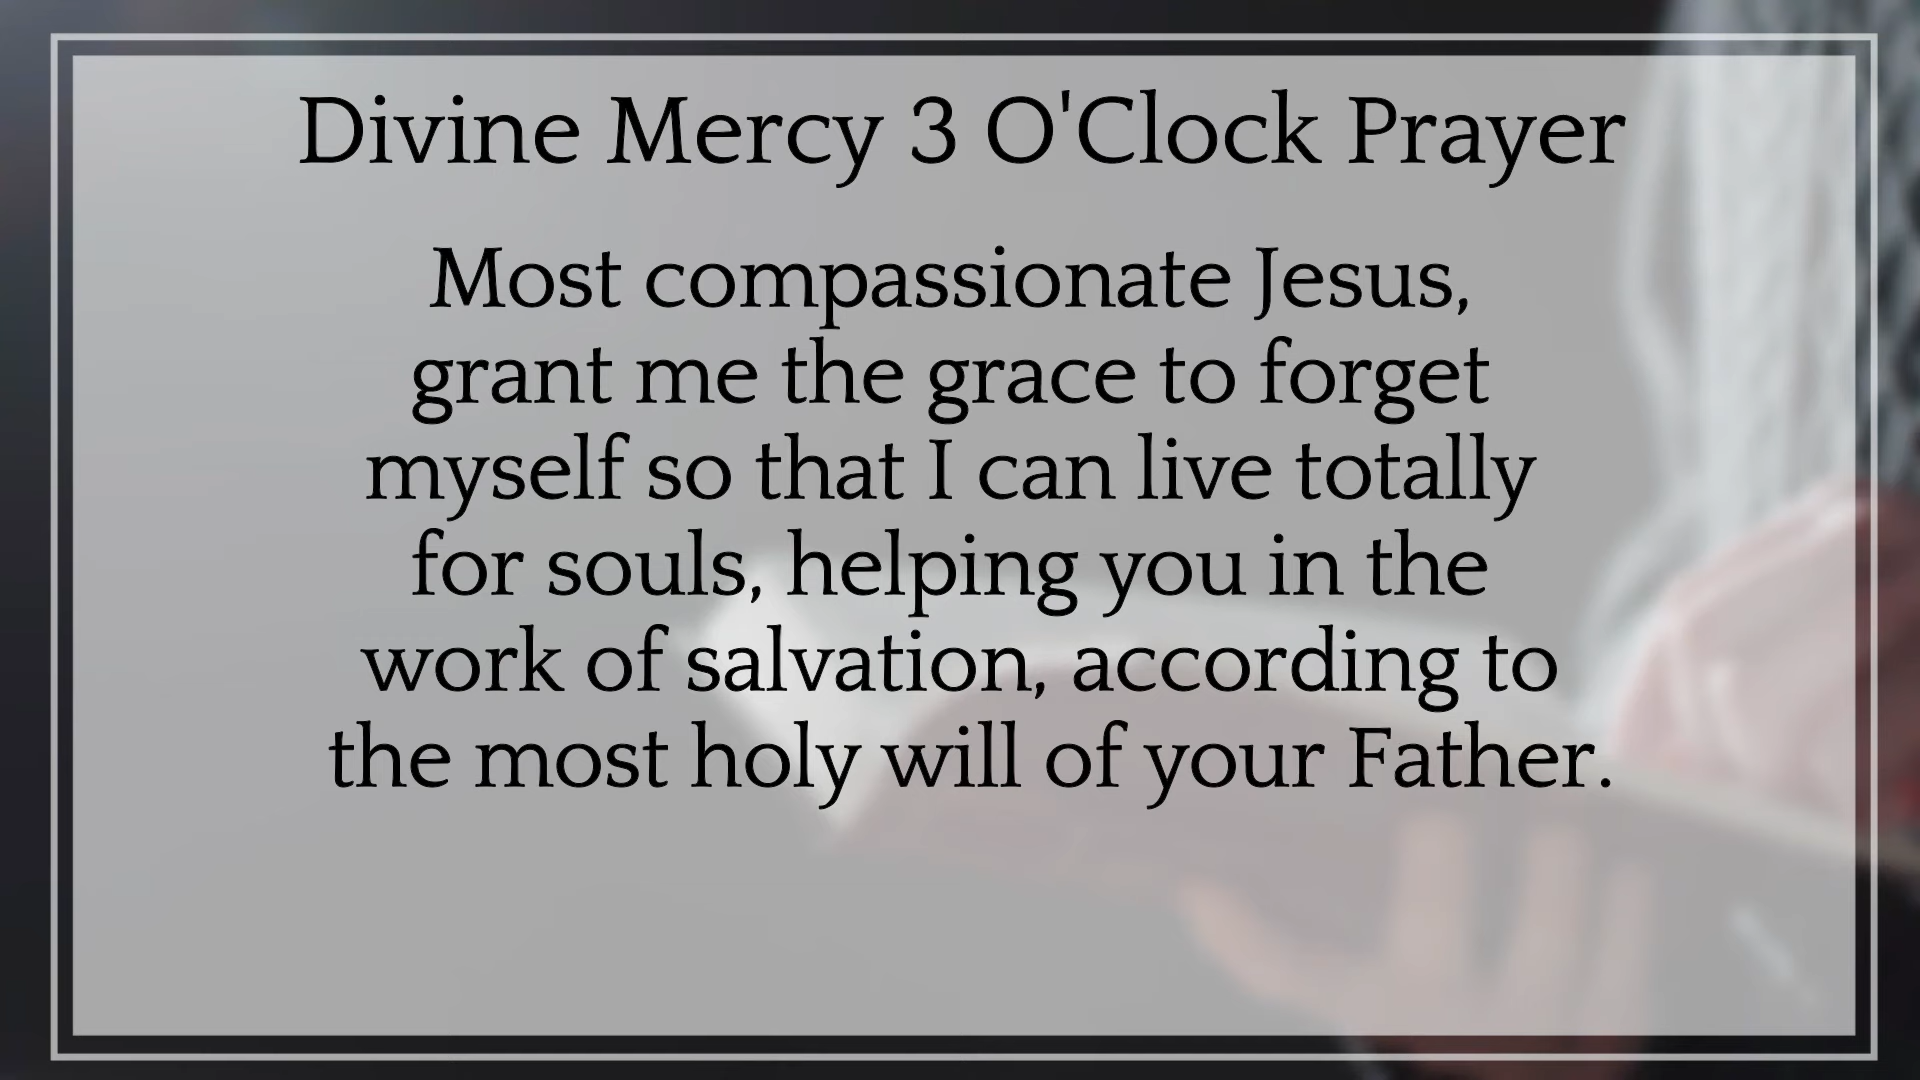 Divine Mercy 3 O'Clock Prayer
Most compassionate Jesus,
grant me the grace to forget
myself so that I can live totally
for souls, helping you in the
work of salvation, according to
the most holy will of your Father.